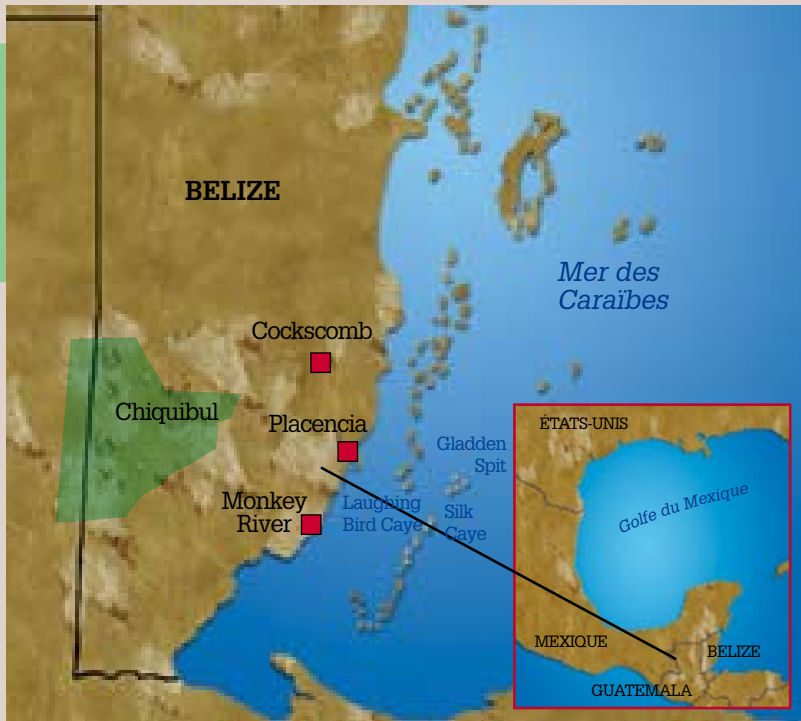 BELIZE
Mer des
Caraïbes
Cockscomb
Chiquibul
Placencia
Gladden
Spit
Monkey
River
Laughing
Bird Caye
Silk
Caye
ÉTATS-UNIS
Golfe du Mexique
MEXIQUE
BELIZE
GUATEMALA